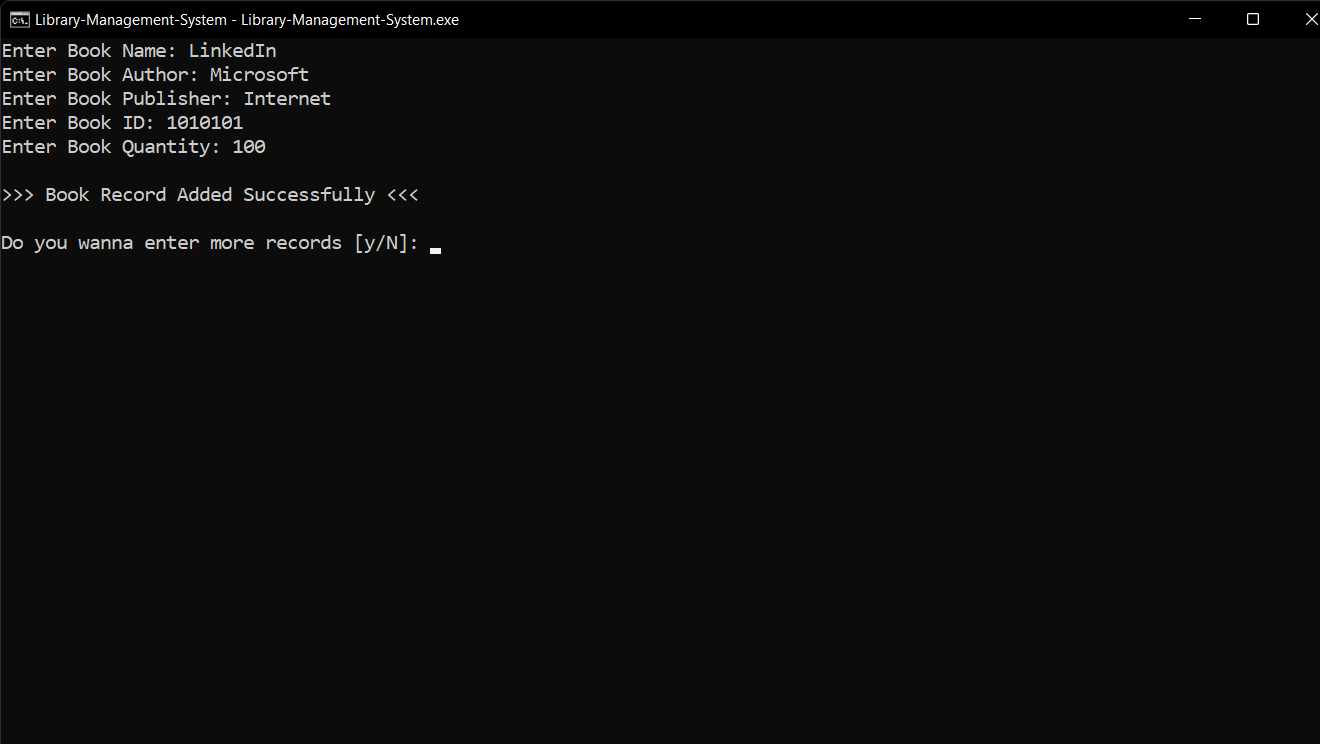 Library-Management-System - Library-Management-System.exe
Enter Book Name: LinkedIn
Enter Book Author: Microsoft
Enter Book Publisher: Internet
Enter Book ID: 1010101
Enter Book Quantity: 100
>>> Book Record Added Successfully <<<
Do you wanna enter more records [y/N]: